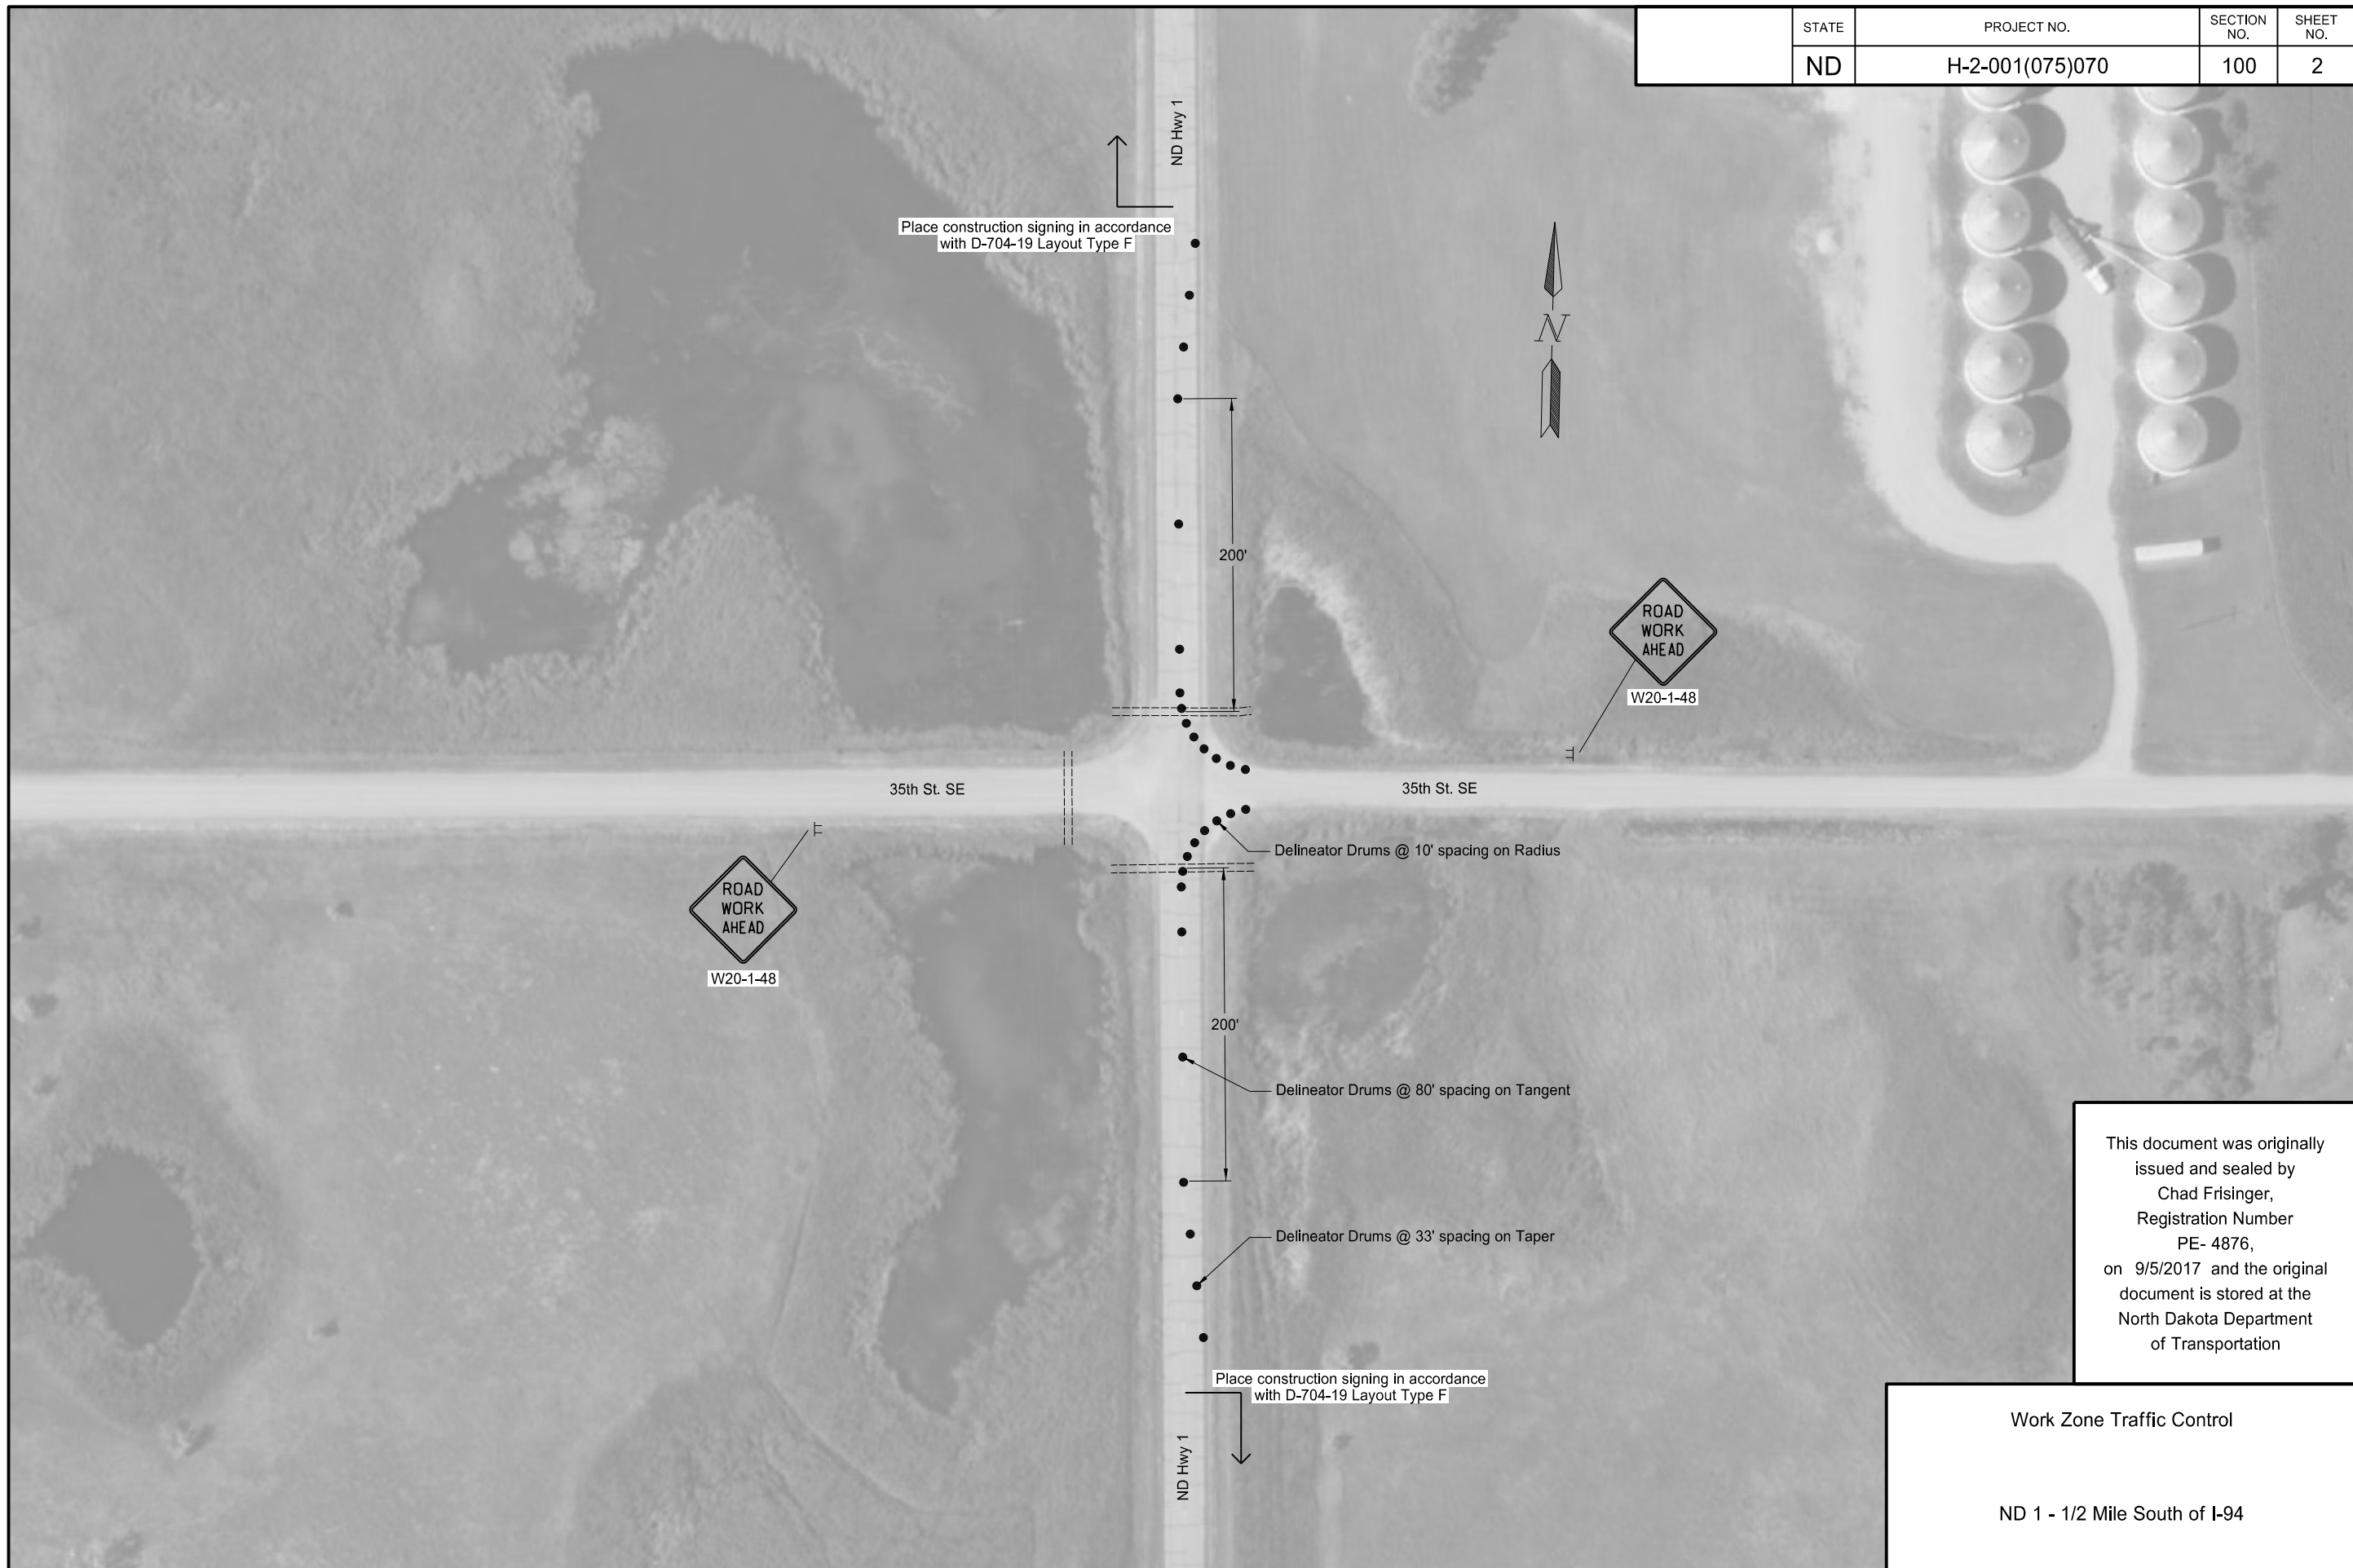 STATE
PROJECT NO.
SECTION
NO.
SHEET
NO.
ND
H-2-001(075)070
100
2
ND Hwy 1
Place construction signing in accordance
with D-704-19 Layout Type F
N
200'
ROAD
WORK
AHEAD
W20-1-48
35th St. SE
35th St. SE
Delineator Drums @ 10' spacing on Radius
ROAD
WORK
AHEAD
W20-1-48
200'
Delineator Drums @ 80' spacing on Tangent
Delineator Drums @ 33' spacing on Taper
Place construction signing in accordance
with D-704-19 Layout Type F
ND Hwy 1
This document was originally
issued and sealed by
Chad Frisinger,
Registration Number
PE- 4876,
on 9/5/2017 and the original
document is stored at the
North Dakota Department
of Transportation
Work Zone Traffic Control
ND 1 - 1/2 Mile South of I-94